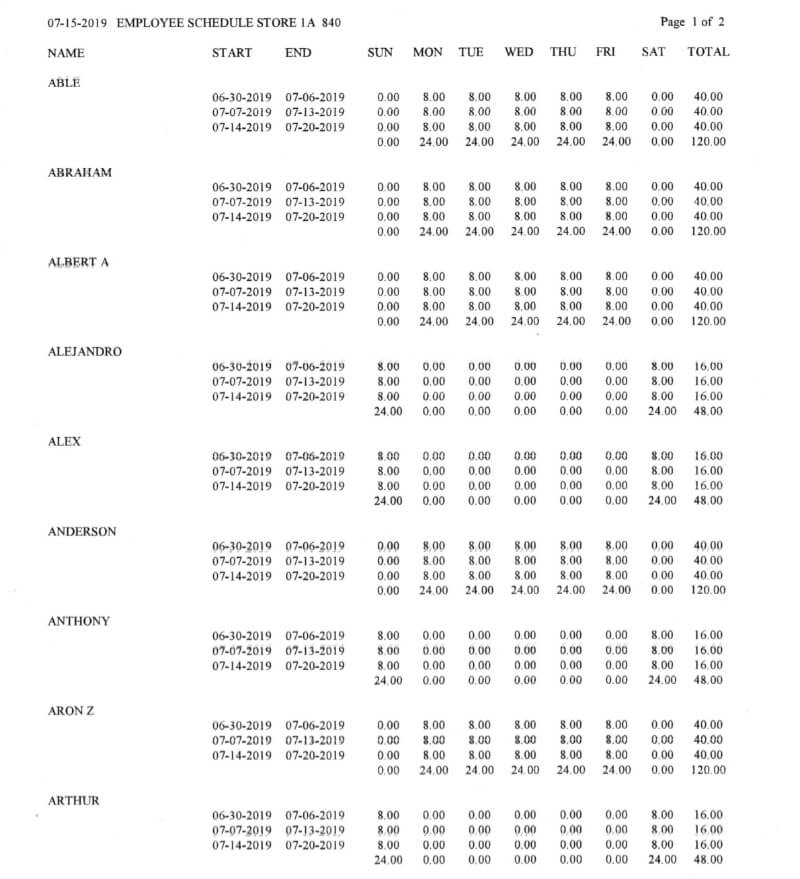 07-15-2019 EMPLOYEE SCHEDULE STORE 1A 840 Page 1 of 2
NAME START END SUN MON TUE WED THU FRI SAT TOTAL
ABLE
06-30-2019 07-06-2019 0.00 8.00 8.00 8.00 8.00 8.00 0.00 40.00
07-07-2019 07-13-2019 0.00 8.00 8.00 8.00 8.00 8.00 0.00 40.00
07-14-2019 07-20-2019 0.00 8.00 8.00 8.00 8.00 8.00 0.00 40.00
0.00 24.00 24.00 24.00 24.00 24.00 0.00 120.00
ABRAHAM
06-30-2019 07-06-2019 0.00 8.00 8.00 8.00 8.00 8.00 0.00 40.00
07-07-2019 07-13-2019 0.00 8.00 8.00 8.00 8.00 8.00 0.00 40.00
07-14-2019 07-20-2019 0.00 8.00 8.00 8.00 8.00 8.00 0.00 40.00
0.00 24.00 24.00 24.00 24.00 24.00 0.00 120.00
ALBERT A
06-30-2019 07-06-2019 0.00 8.00 8.00 8.00 8.00 8.00 0.00 40.00
07-07-2019 07-13-2019 0.00 8.00 8.00 8.00 8.00 8.00 0.00 40.00
07-14-2019 07-20-2019 0.00 8.00 8.00 8.00 8.00 8.00 0.00 40.00
0.00 24.00 24.00 24.00 24.00 24.00 0.00 120.00
ALEJANDRO
06-30-2019 07-06-2019 8.00 0.00 0.00 0.00 0.00 0.00 8.00 16.00
07-07-2019 07-13-2019 8.00 0.00 0.00 0.00 0.00 0.00 8.00 16.00
07-14-2019 07-20-2019 8.00 0.00 0.00 0.00 0.00 0.00 8.00 16.00
24.00 0.00 0.00 0.00 0.00 0.00 24.00 48.00
ALEX
06-30-2019 07-06-2019 8.00 0.00 0.00 0.00 0.00 0.00 8.00 16.00
07-07-2019 07-13-2019 8.00 0.00 0.00 0.00 0.00 0.00 8.00 16.00
07-14-2019 07-20-2019 8.00 0.00 0.00 0.00 0.00 0.00 8.00 16.00
24.00 0.00 0.00 0.00 0.00 0.00 24.00 48.00
ANDERSON
06-30-2019 07-06-2019 0.00 8.00 8.00 8.00 8.00 8.00 0.00 40.00
07-07-2019 07-13-2019 0.00 8.00 8.00 8.00 8.00 8.00 0.00 40.00
07-14-2019 07-20-2019 0.00 8.00 8.00 8.00 8.00 8.00 0.00 40.00
0.00 24.00 24.00 24.00 24.00 24.00 0.00 120.00
ANTHONY
06-30-2019 07-06-2019 8.00 0.00 0.00 0.00 0.00 0.00 8.00 16.00
07-07-2019 07-13-2019 8.00 0.00 0.00 0.00 0.00 0.00 8.00 16.00
07-14-2019 07-20-2019 8.00 0.00 0.00 0.00 0.00 0.00 8.00 16.00
24.00 0.00 0.00 0.00 0.00 0.00 24.00 48.00
ARON Z
06-30-2019 07-06-2019 0.00 8.00 8.00 8.00 8.00 8.00 0.00 40.00
07-07-2019 07-13-2019 0.00 8.00 8.00 8.00 8.00 8.00 0.00 40.00
07-14-2019 07-20-2019 0.00 8.00 8.00 8.00 8.00 8.00 0.00 40.00
0.00 24.00 24.00 24.00 24.00 24.00 0.00 120.00
ARTHUR
06-30-2019 07-06-2019 8.00 0.00 0.00 0.00 0.00 0.00 8.00 16.00
07-07-2019 07-13-2019 8.00 0.00 0.00 0.00 0.00 0.00 8.00 16.00
07-14-2019 07-20-2019 8.00 0.00 0.00 0.00 0.00 0.00 8.00 16.00
24.00 0.00 0.00 0.00 0.00 0.00 24.00 48.00